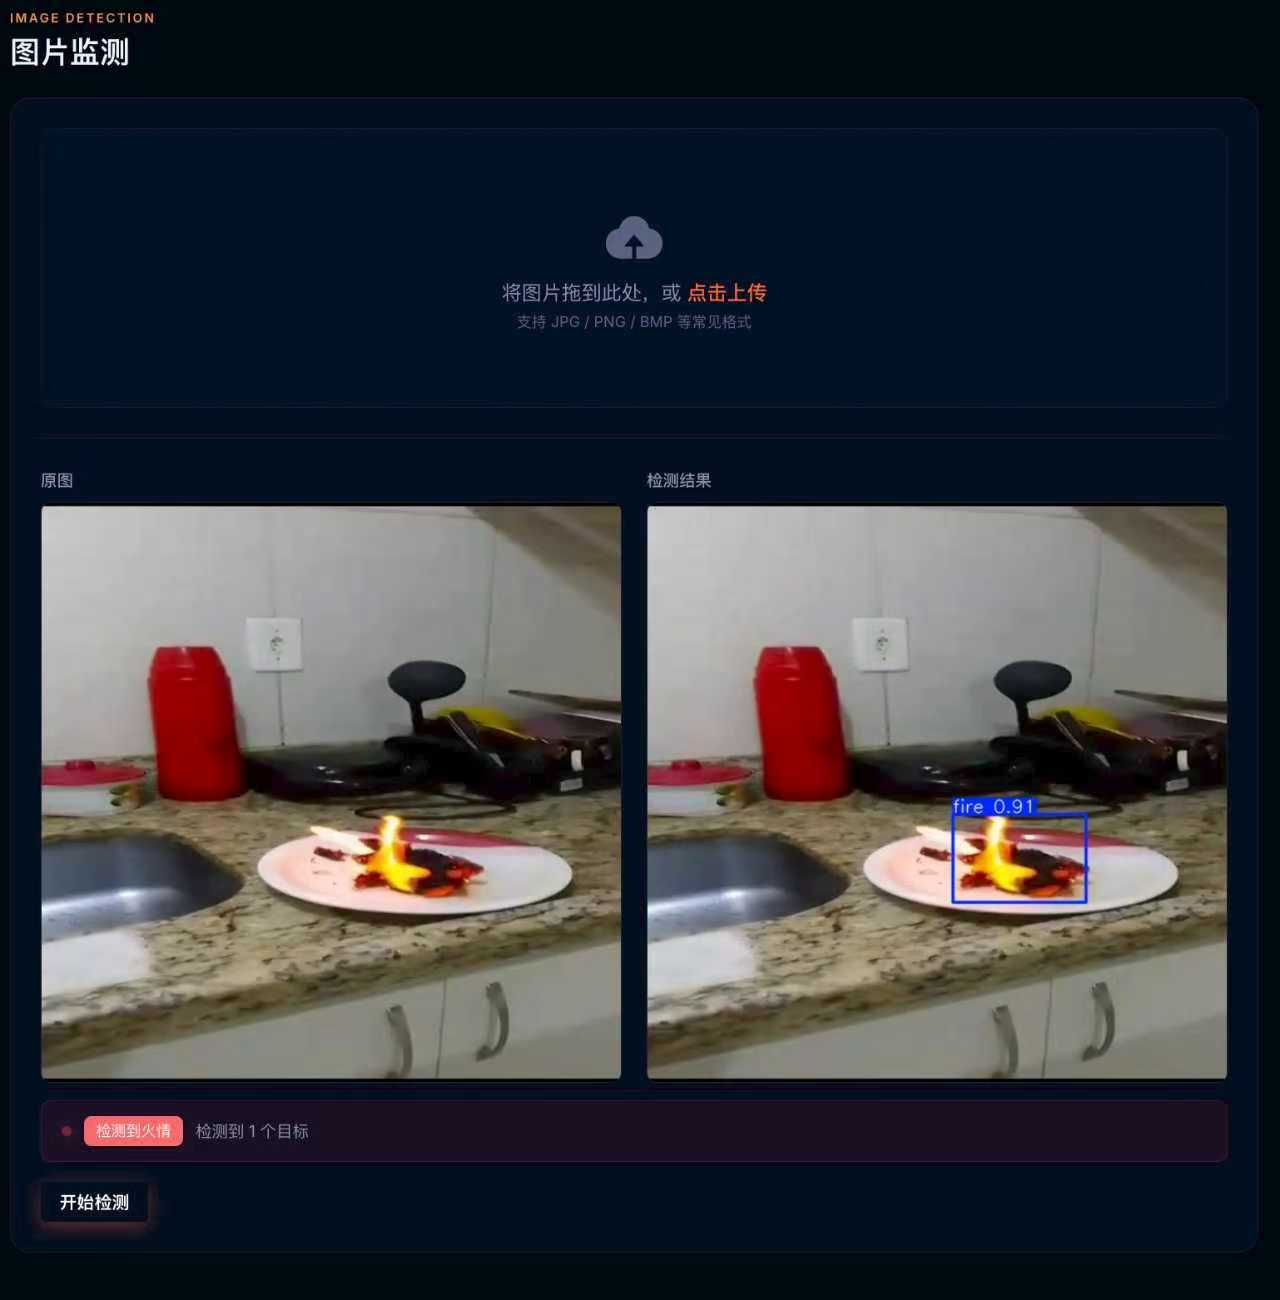 IMAGE DETECTION
图片监测
将图片拖到此处，或 点击上传
支持 JPG / PNG / BMP 等常见格式
原图
检测结果
fire 0.91
检测到火情 检测到 1 个目标
开始检测